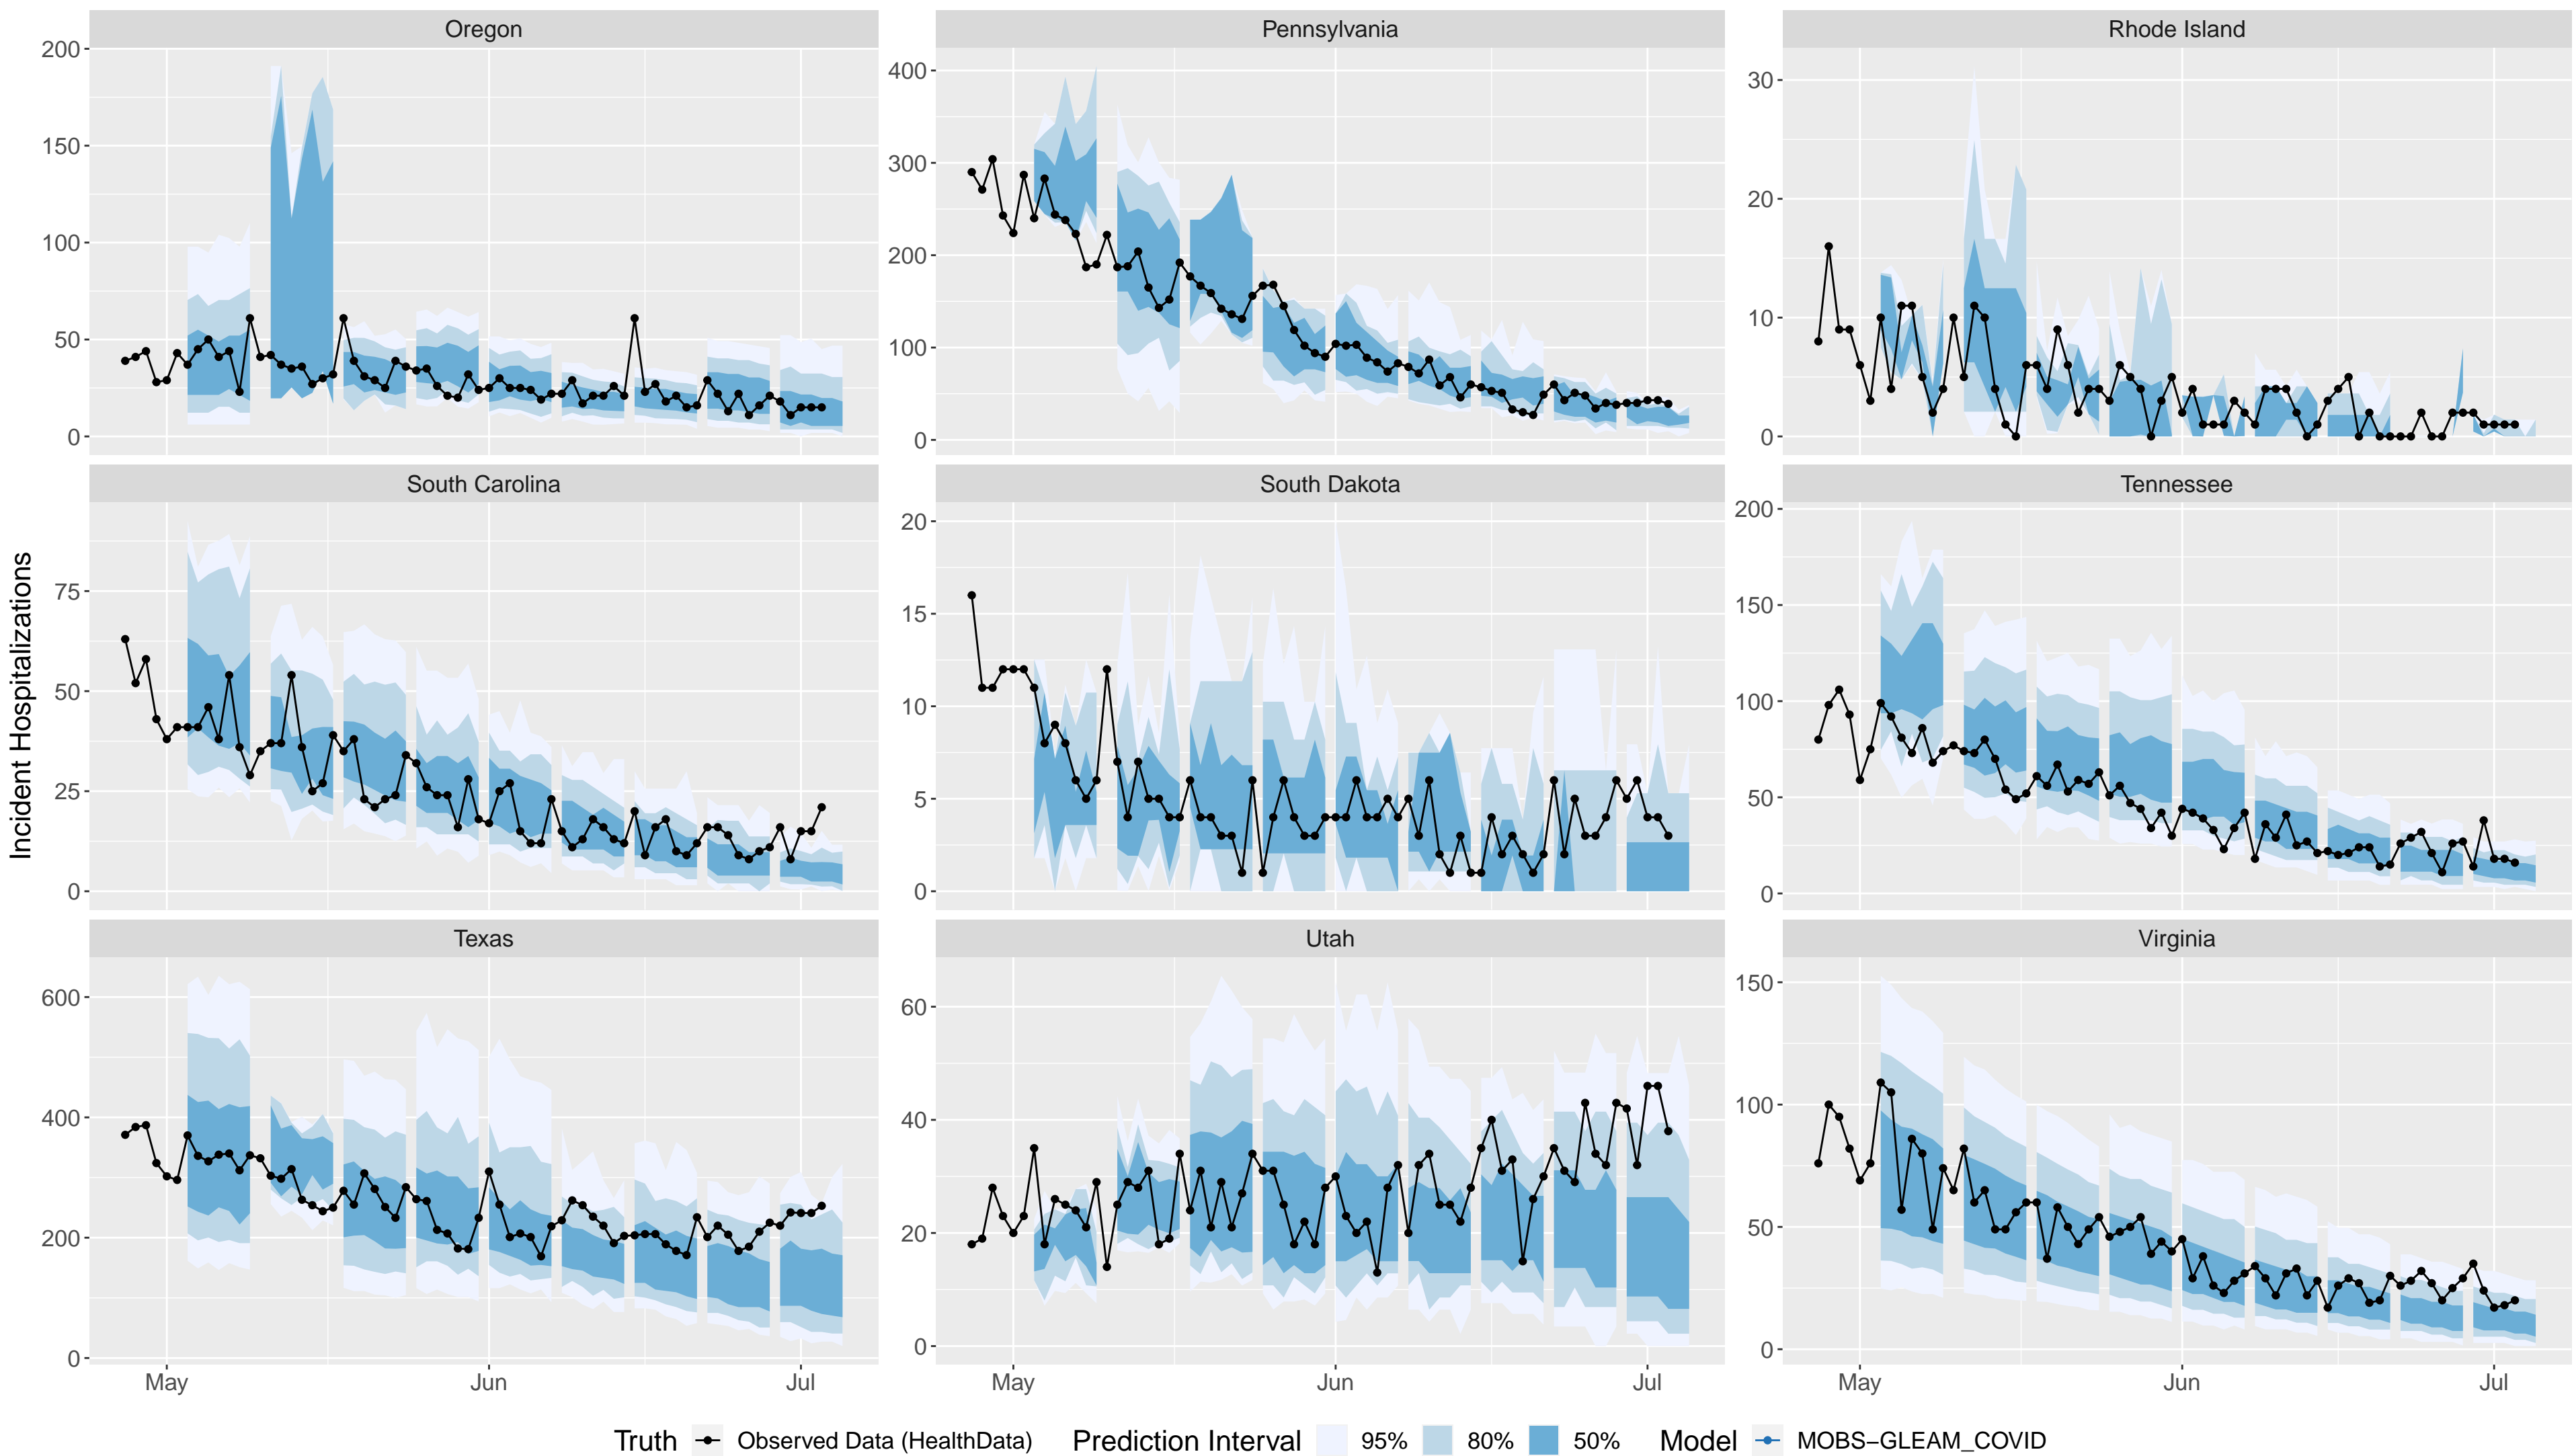 Oregon
Pennsylvania
Rhode Island
200
150
100
50
0
400
300
200
100
0
30
20
10
0
South Carolina
South Dakota
Tennessee
75
50
25
0
20
15
10
5
0
200
150
100
50
0
Incident Hospitalizations
Texas
Utah
Virginia
600
400
200
0
60
40
20
0
150
100
50
0
May Jun Jul
May Jun Jul
May Jun Jul
Truth Observed Data (HealthData) Prediction Interval 95% 80% 50% Model MOBS−GLEAM_COVID